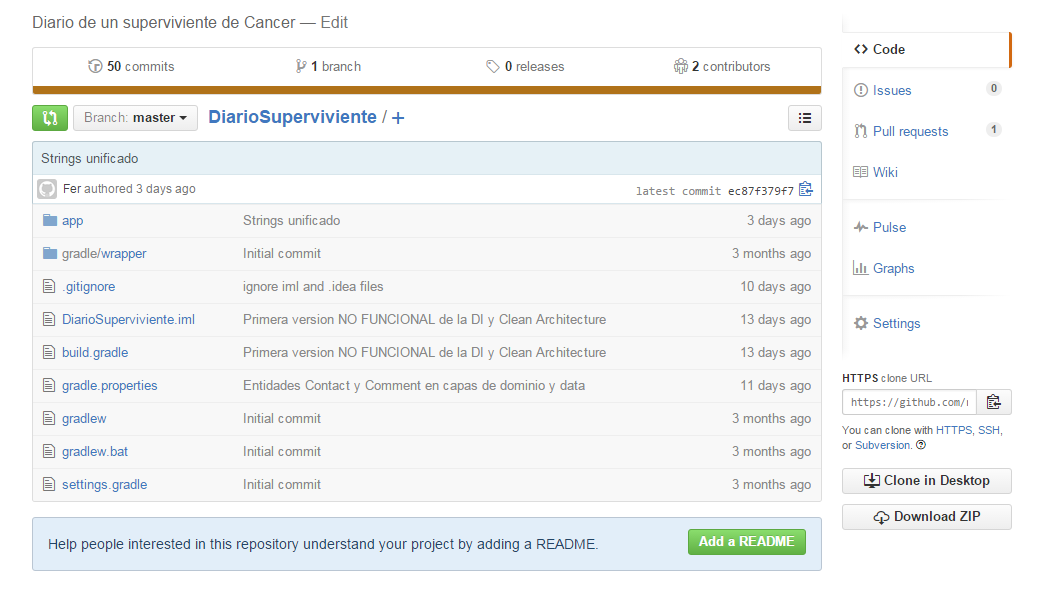 Diario de un superviviente de Cancer — Edit
50 commits 1 branch 0 releases 2 contributors
Branch: master DiarioSuperviviente / +
Strings unificado
Fer authored 3 days ago latest commit ec87f379f7
app Strings unificado 3 days ago
gradle/wrapper Initial commit 3 months ago
.gitignore ignore iml and .idea files 10 days ago
DiarioSuperviviente.iml Primera version NO FUNCIONAL de la DI y Clean Architecture 13 days ago
build.gradle Primera version NO FUNCIONAL de la DI y Clean Architecture 13 days ago
gradle.properties Entidades Contact y Comment en capas de dominio y data 11 days ago
gradlew Initial commit 3 months ago
gradlew.bat Initial commit 3 months ago
settings.gradle Initial commit 3 months ago
Help people interested in this repository understand your project by adding a README. Add a README
Code
Issues 0
Pull requests 1
Wiki
Pulse
Graphs
Settings
HTTPS clone URL
https://github.com/
You can clone with HTTPS, SSH,
or Subversion.
Clone in Desktop
Download ZIP